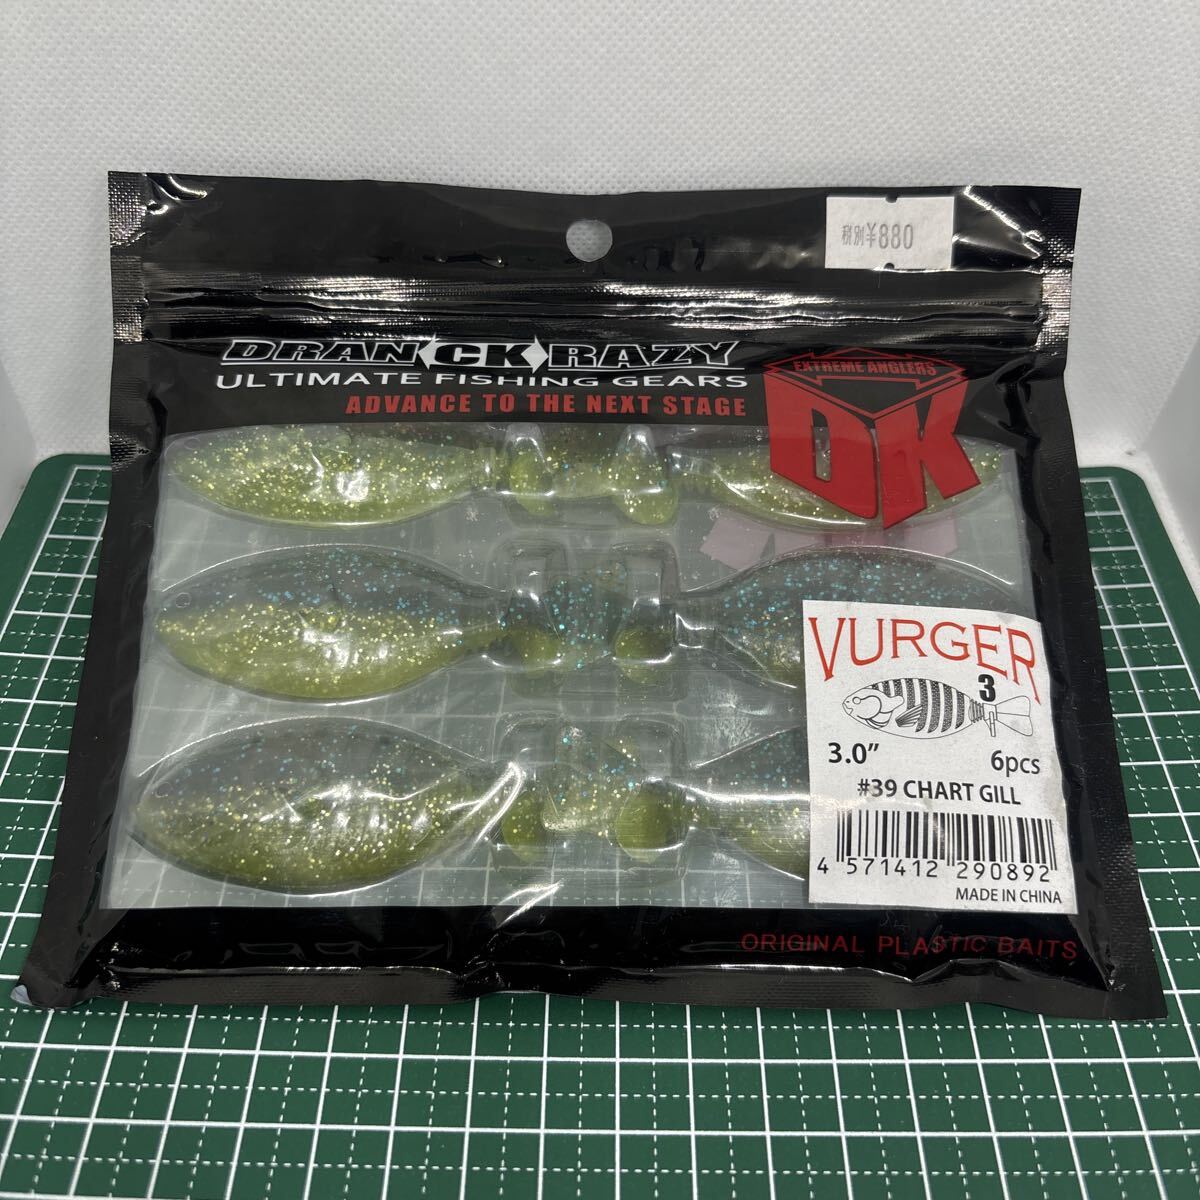 税別¥880
DRANCKRAZY
ULTIMATE FISHING GEARS
ADVANCE TO THE NEXT STAGE
EXTREME ANGLERS
DK
VURGER
3
3.0” 6pcs
#39 CHART GILL
4 571412 290892
MADE IN CHINA
ORIGINAL PLASTIC BAITS